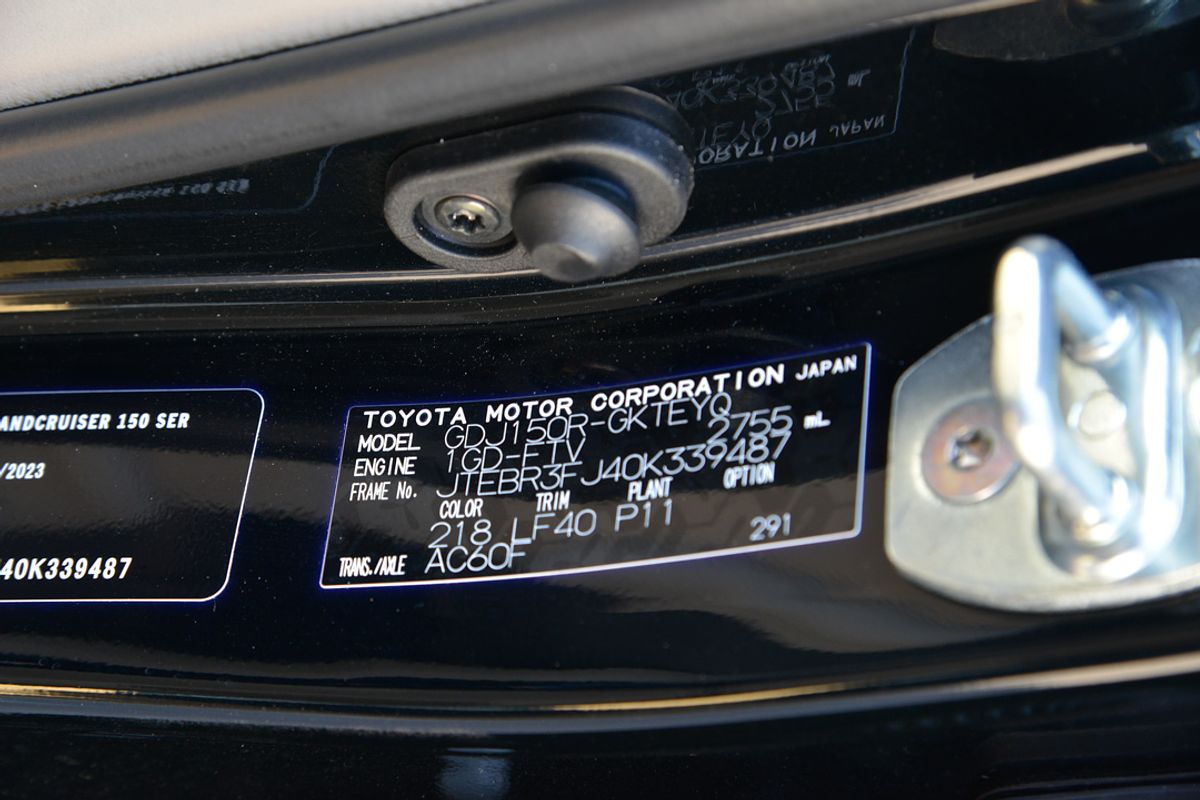 ANDCRUISER 150 SER
/2023
40K339487
TOYOTA MOTOR CORPORATION JAPAN
MODEL GDJ150R-GKTEYQ
ENGINE 1GD-FTV 2755 mL
FRAME No. JTEBR3FJ40K339487
COLOR TRIM PLANT OPTION
218 LF40 P11 291
TRANS./AXLE AC60F